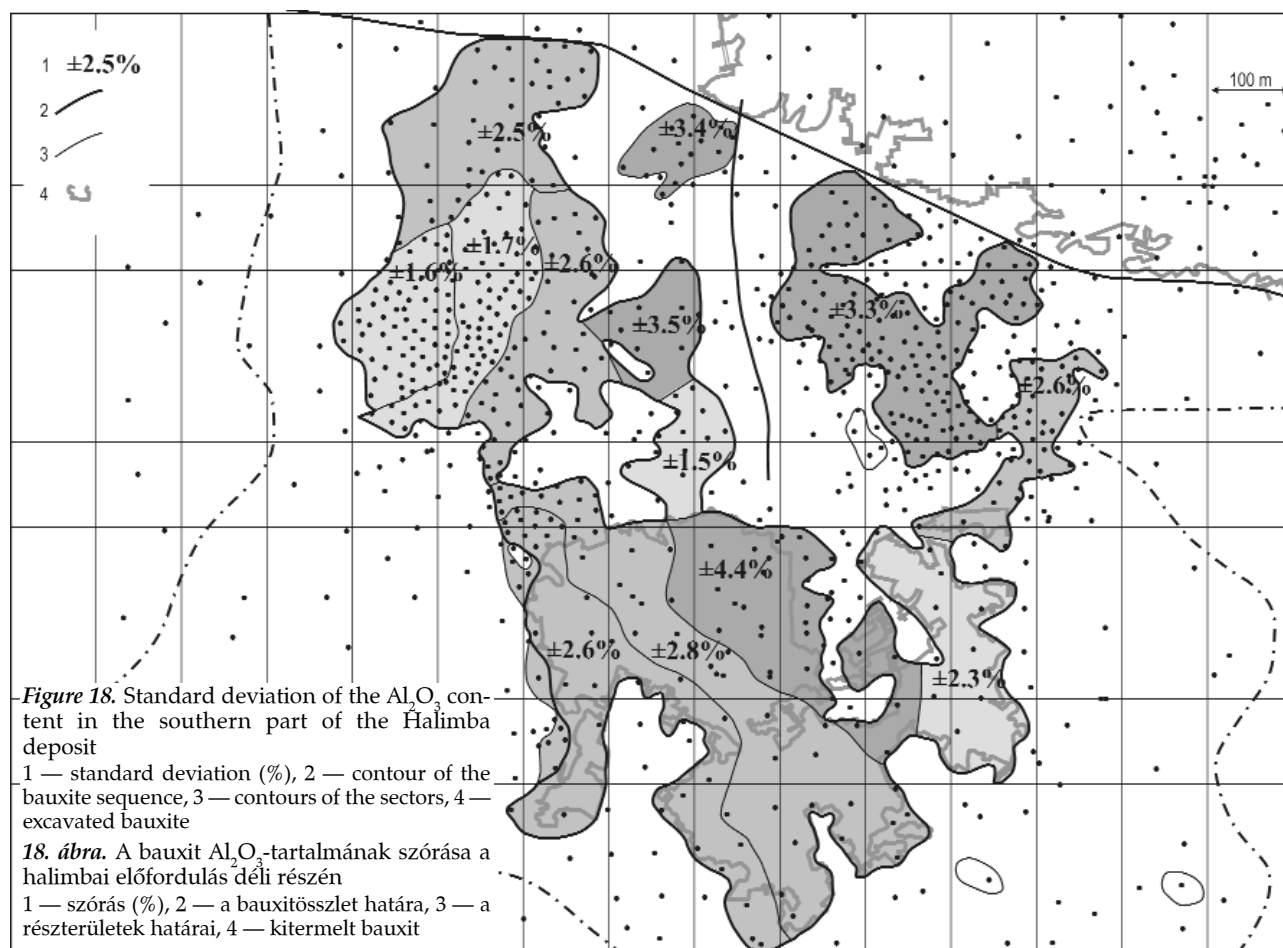 1 ±2.5%
2
3
4
100 m
±2.5%
±3.4%
±1.7%
±1.6%
±2.6%
±3.5%
±3.3%
±2.6%
±1.5%
±4.4%
±2.6%
±2.8%
±2.3%
Figure 18. Standard deviation of the Al₂O₃ con-
tent in the southern part of the Halimba
deposit
1 — standard deviation (%), 2 — contour of the
bauxite sequence, 3 — contours of the sectors, 4 —
excavated bauxite
18. ábra. A bauxit Al₂O₃-tartalmának szórása a
halimbai előfordulás déli részén
1 — szórás (%), 2 — a bauxitösszlet határa, 3 — a
részterületek határai, 4 — kitermelt bauxit